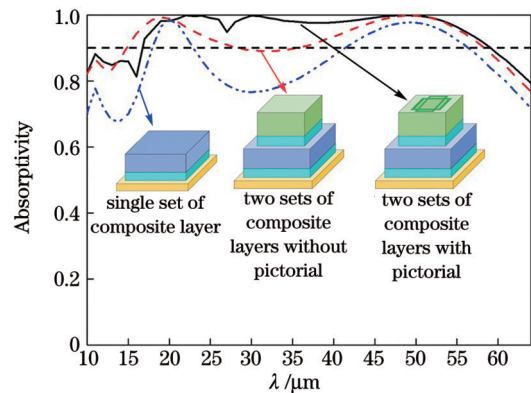 Absorptivity
1.0
0.8
0.6
0.4
0.2
0
single set of
composite layer
two sets of
composite
layers without
pictorial
two sets of
composite
layers with
pictorial
10 15 20 25 30 35 40 45 50 55 60
λ /μm